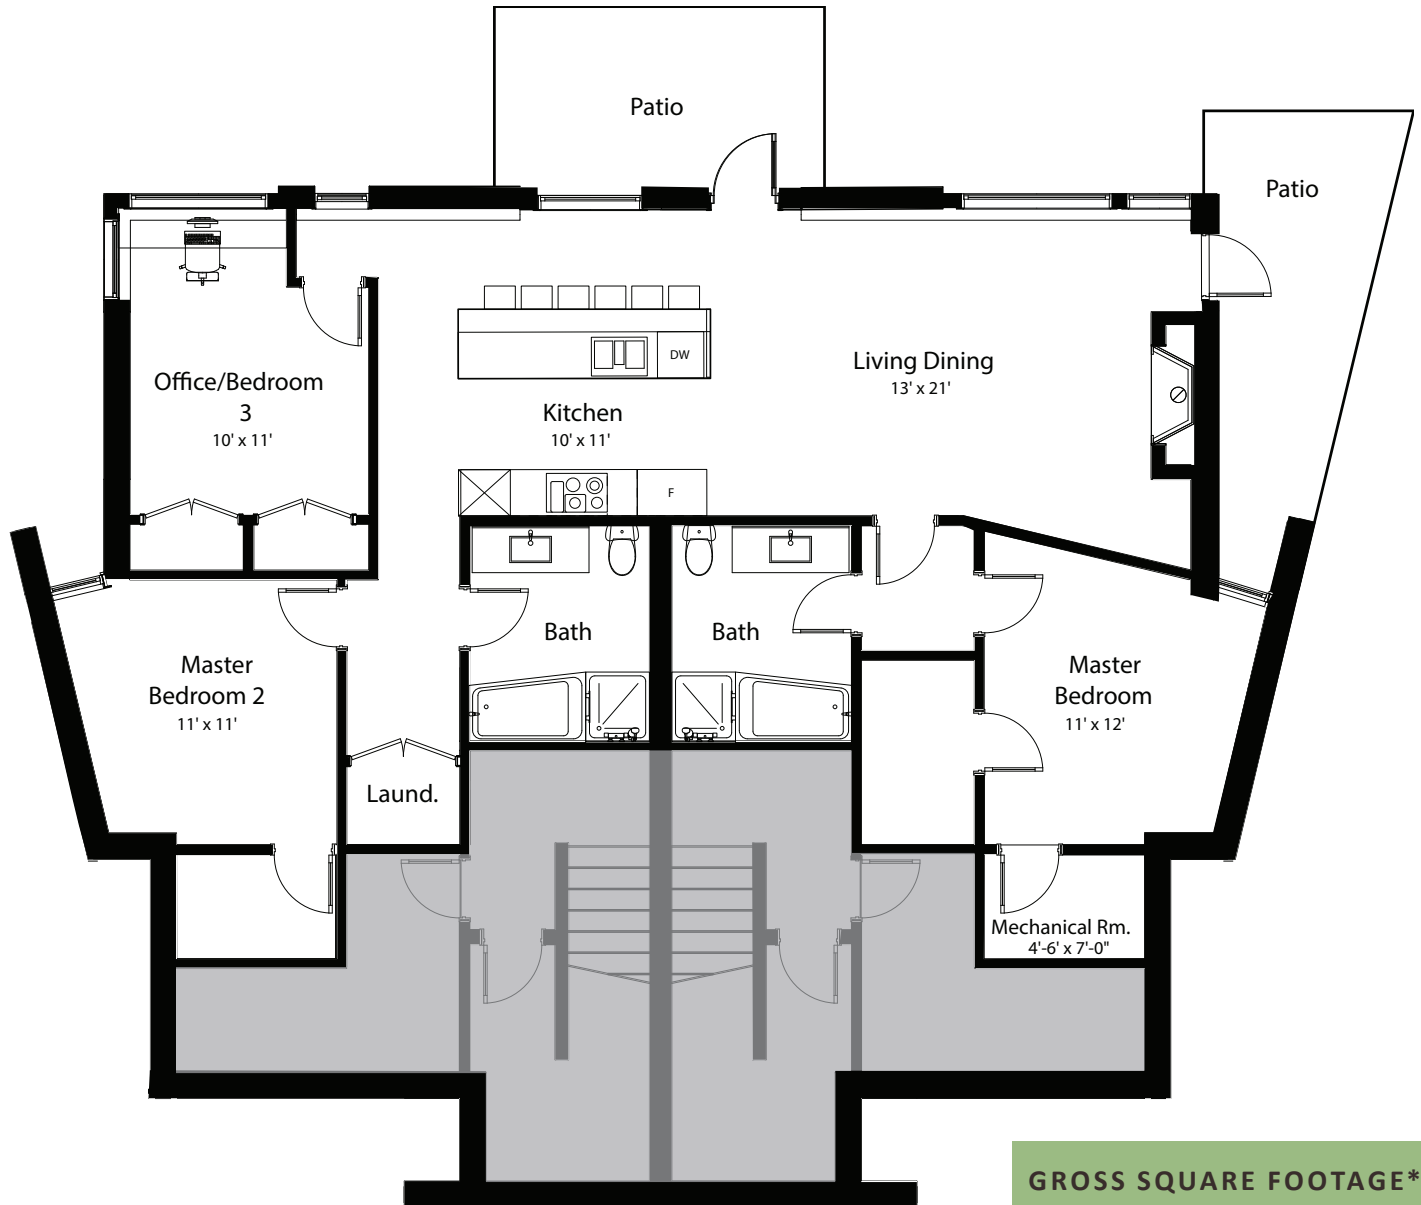 Patio
Patio
Office/Bedroom
3
10' x 11'
DW
Living Dining
13' x 21'
Kitchen
10' x 11'
F
Bath
Bath
Master
Bedroom 2
11' x 11'
Master
Bedroom
11' x 12'
Laund.
Mechanical Rm.
4'-6' x 7'-0"
GROSS SQUARE FOOTAGE*